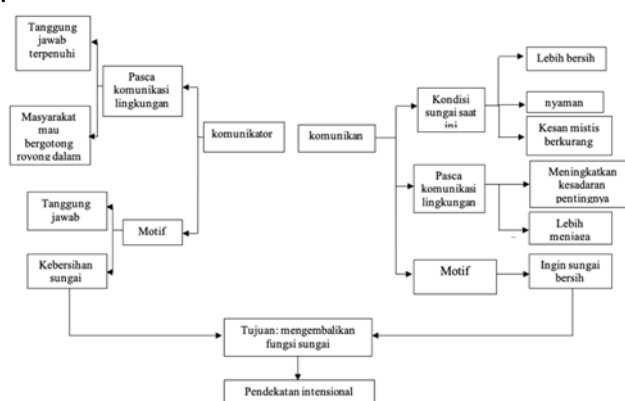 Tanggung
jawab
terpenuhi
Masyarakat
mau
bergotong
royong dalam
Pasca
komunikasi
lingkungan
komunikator
Tanggung
jawab
Kebersihan
sungai
Motif
komunikan
Kondisi
sungai saat
ini
Lebih bersih
nyaman
Kesan mistis
berkurang
Pasca
komunikasi
lingkungan
Meningkatkan
kesadaran
pentingnya
Lebih
menjaga
Motif
Ingin sungai
bersih
Tujuan: mengembalikan
fungsi sungai
Pendekatan intensional